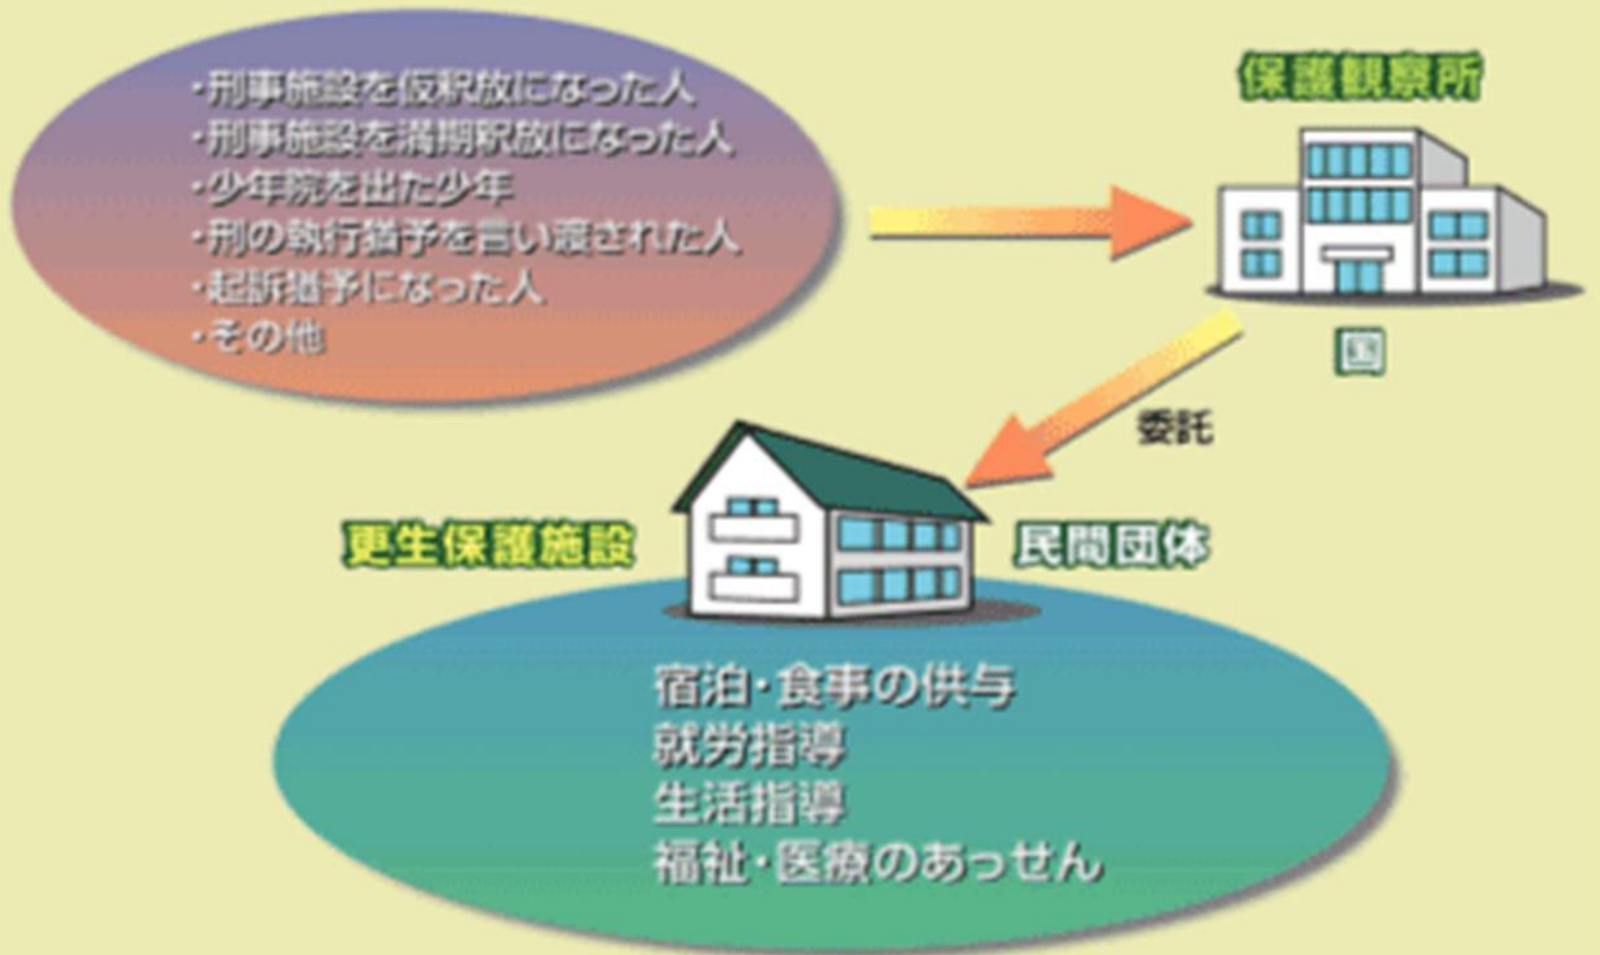 ・刑事施設を仮釈放になった人
・刑事施設を満期釈放になった人
・少年院を出た少年
・刑の執行猶予を言い渡された人
・起訴猶予になった人
・その他
保護観察所
国
委託
更生保護施設
民間団体
宿泊・食事の供与
就労指導
生活指導
福祉・医療のあっせん